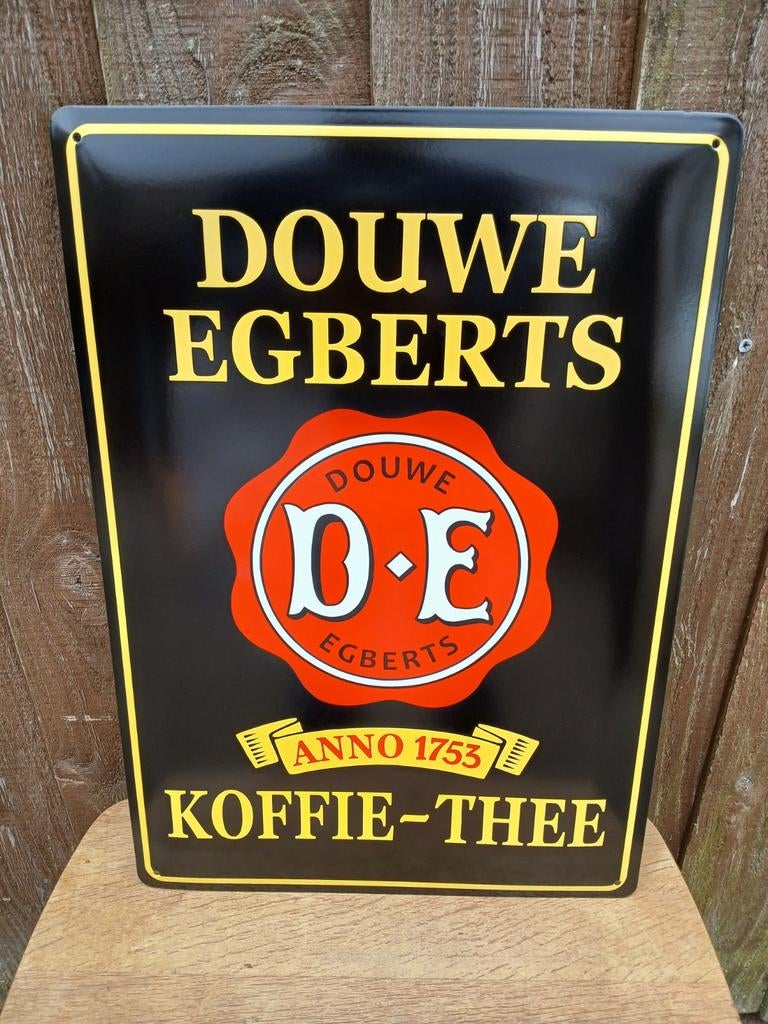 DOUWE
EGBERTS
DOUWE
D·E
EGBERTS
ANNO 1753
KOFFIE-THEE